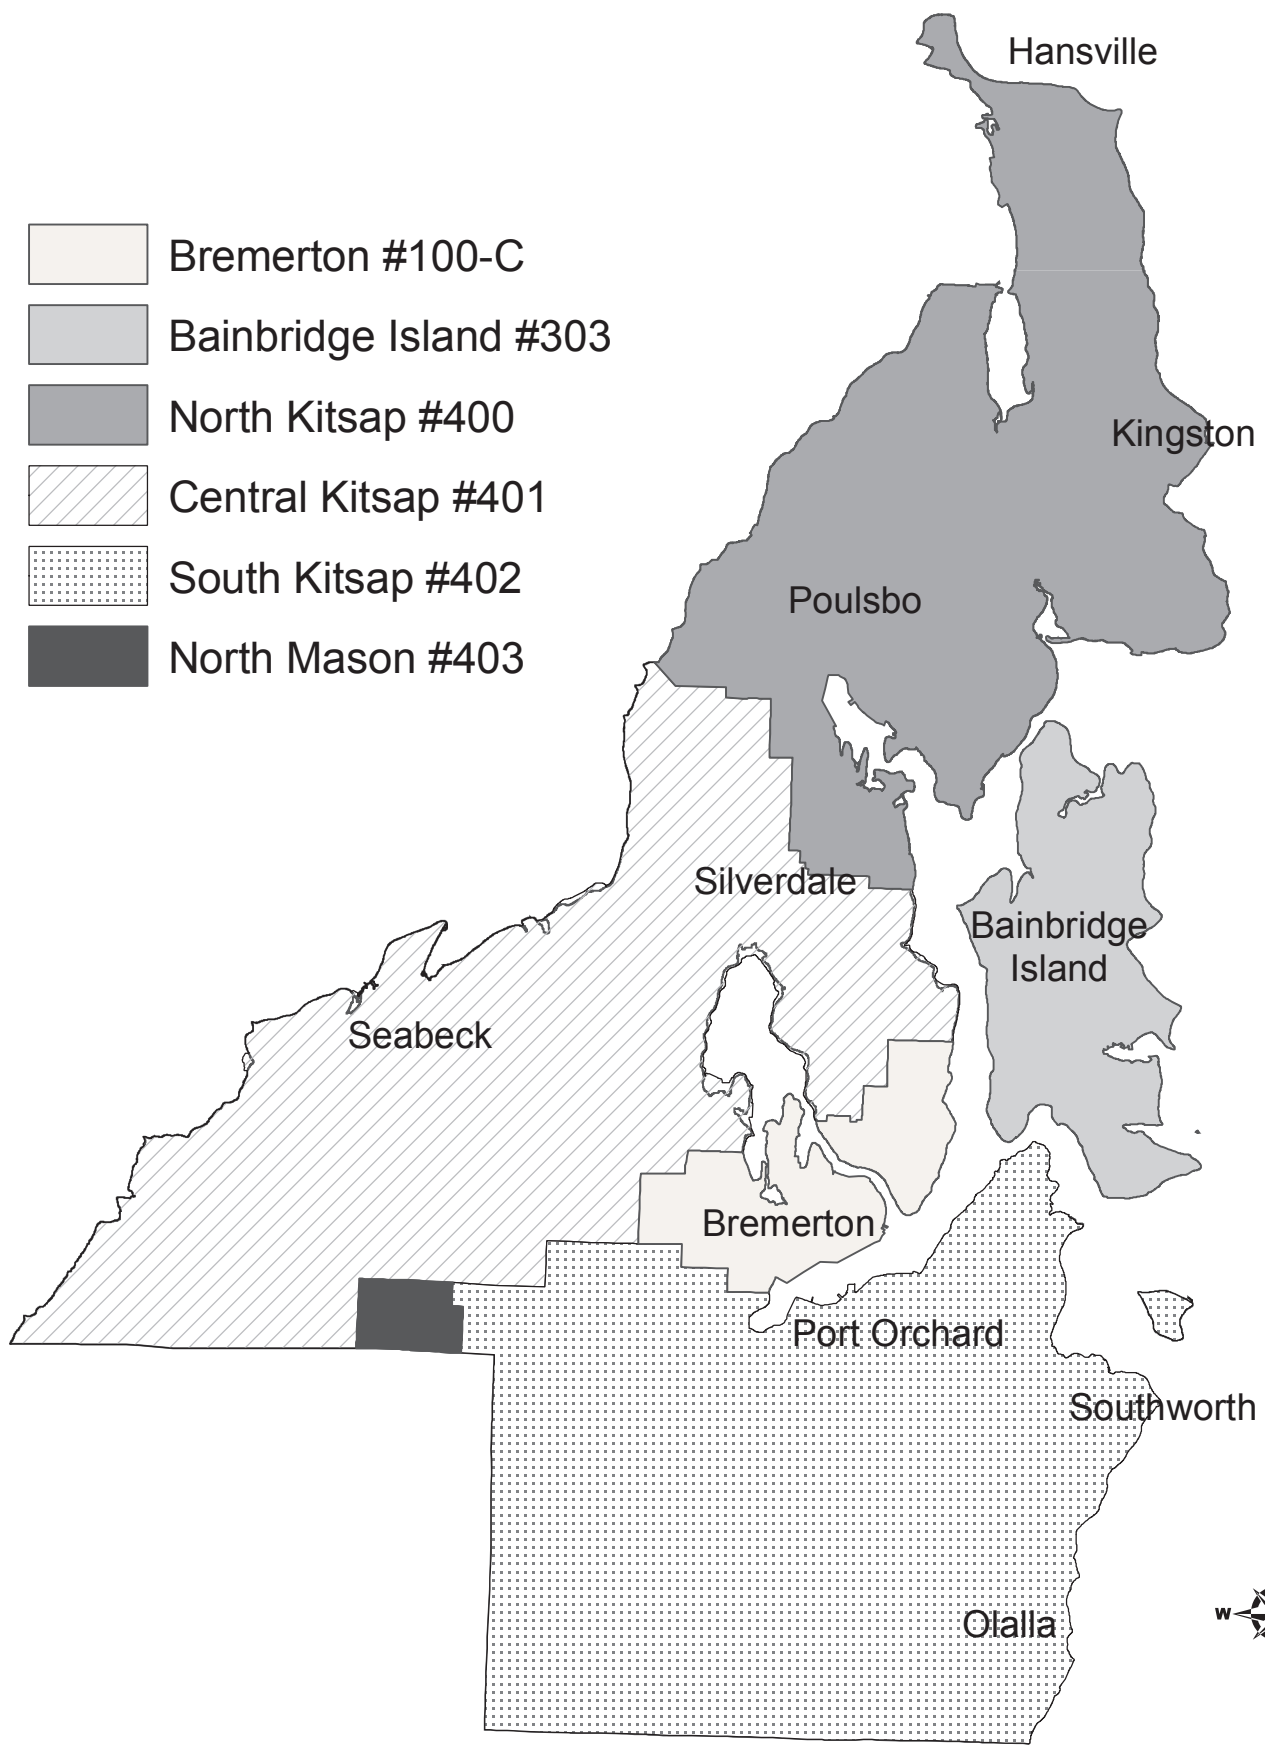 Hansville
Bremerton #100-C
Bainbridge Island #303
North Kitsap #400
Central Kitsap #401
South Kitsap #402
North Mason #403
Kingston
Poulsbo
Silverdale
Bainbridge
Island
Seabeck
Bremerton
Port Orchard
Southworth
Olalla
W